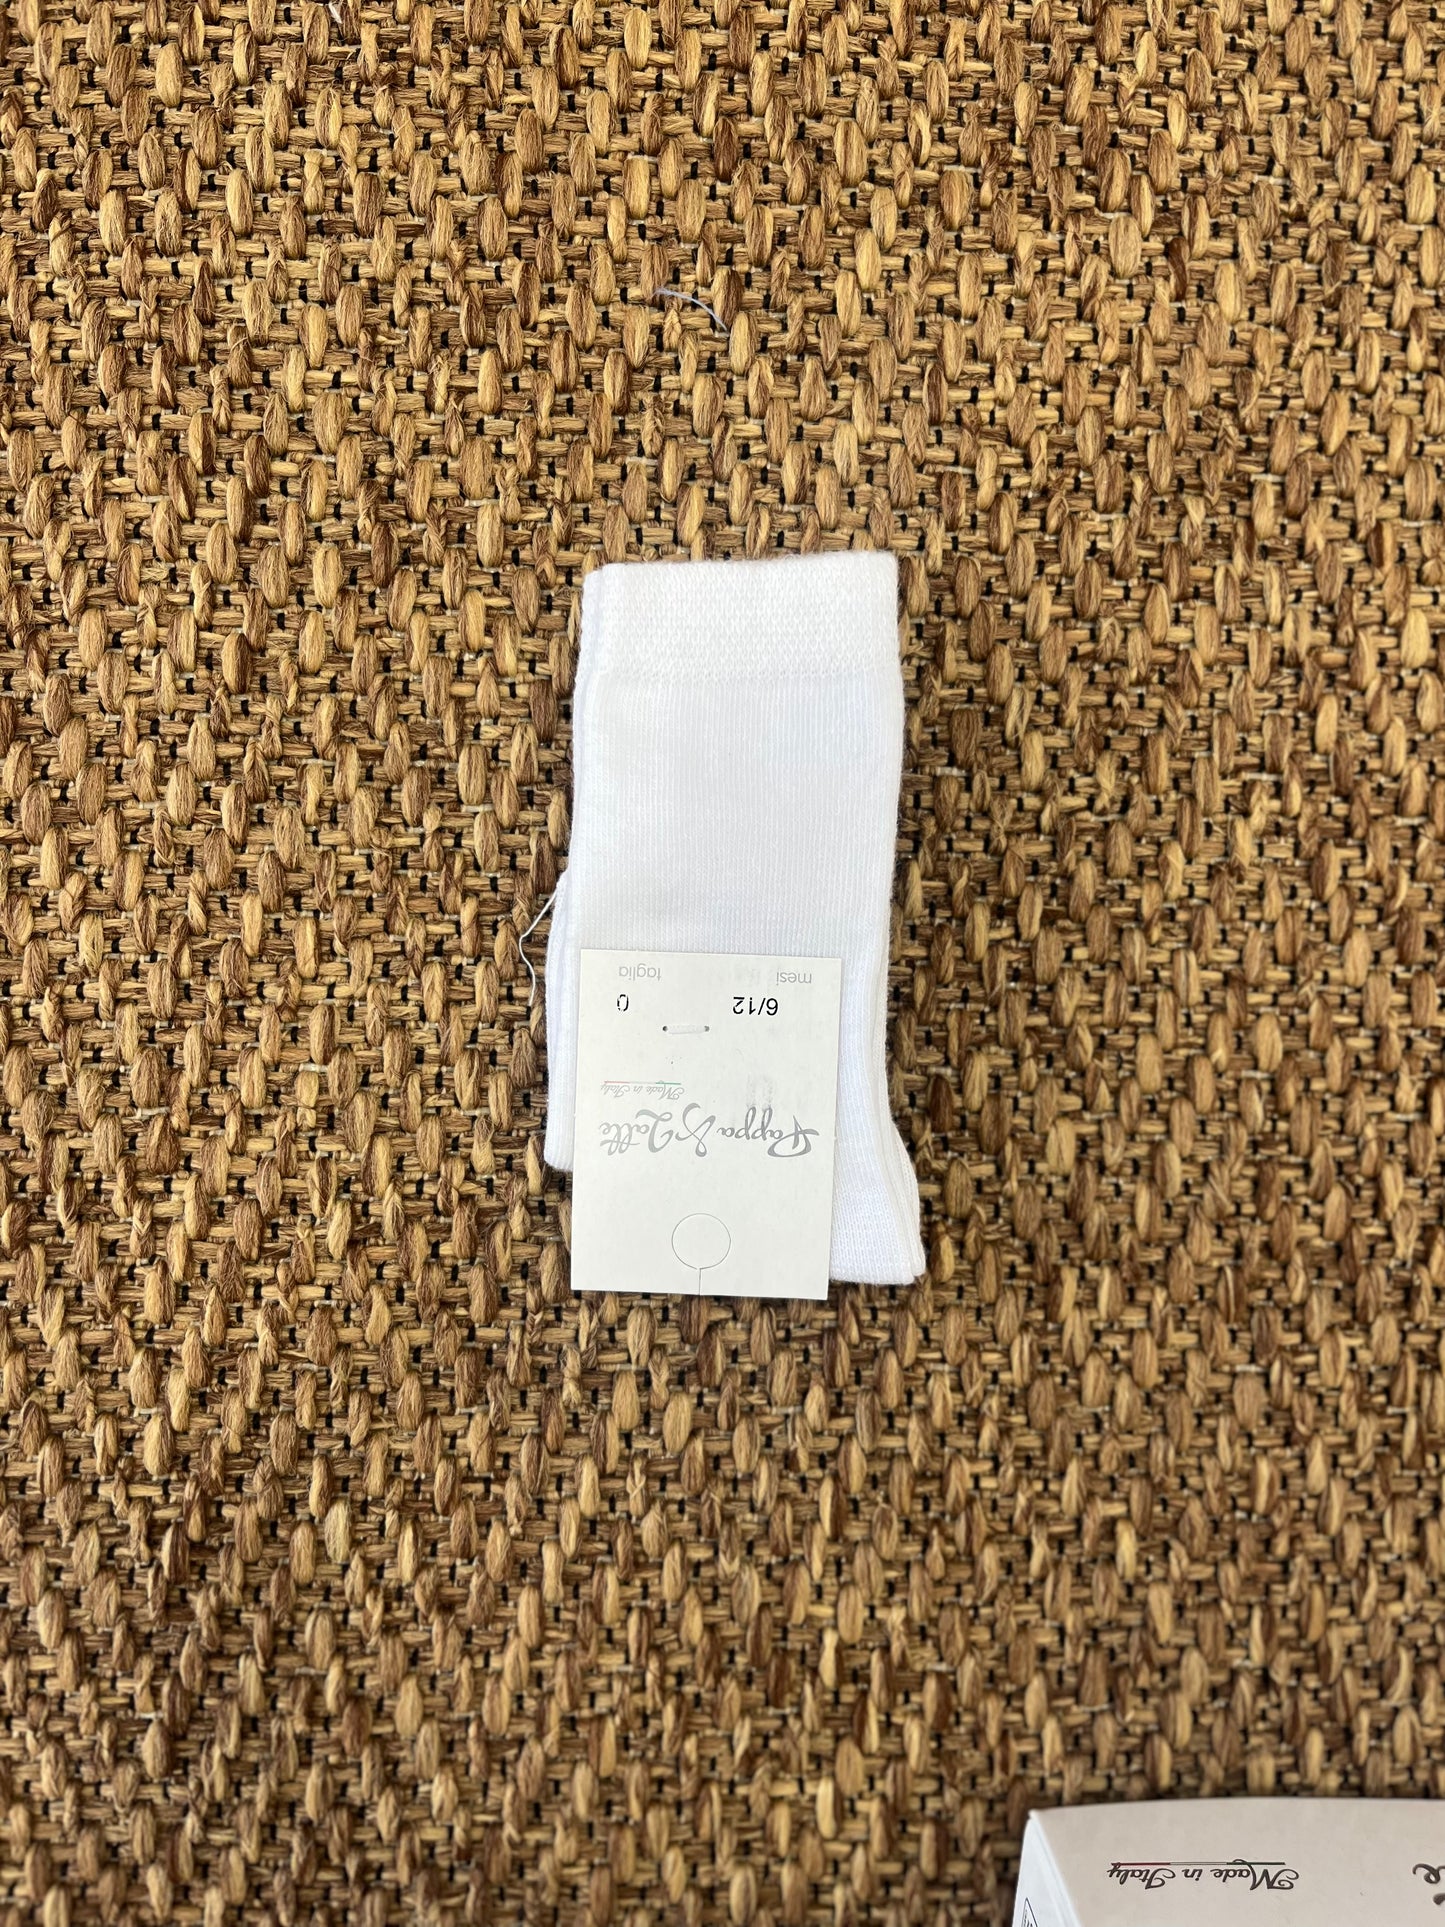 Pappa & Latte
Made in Italy
0 6/12
taglia mesi
Made in Italy